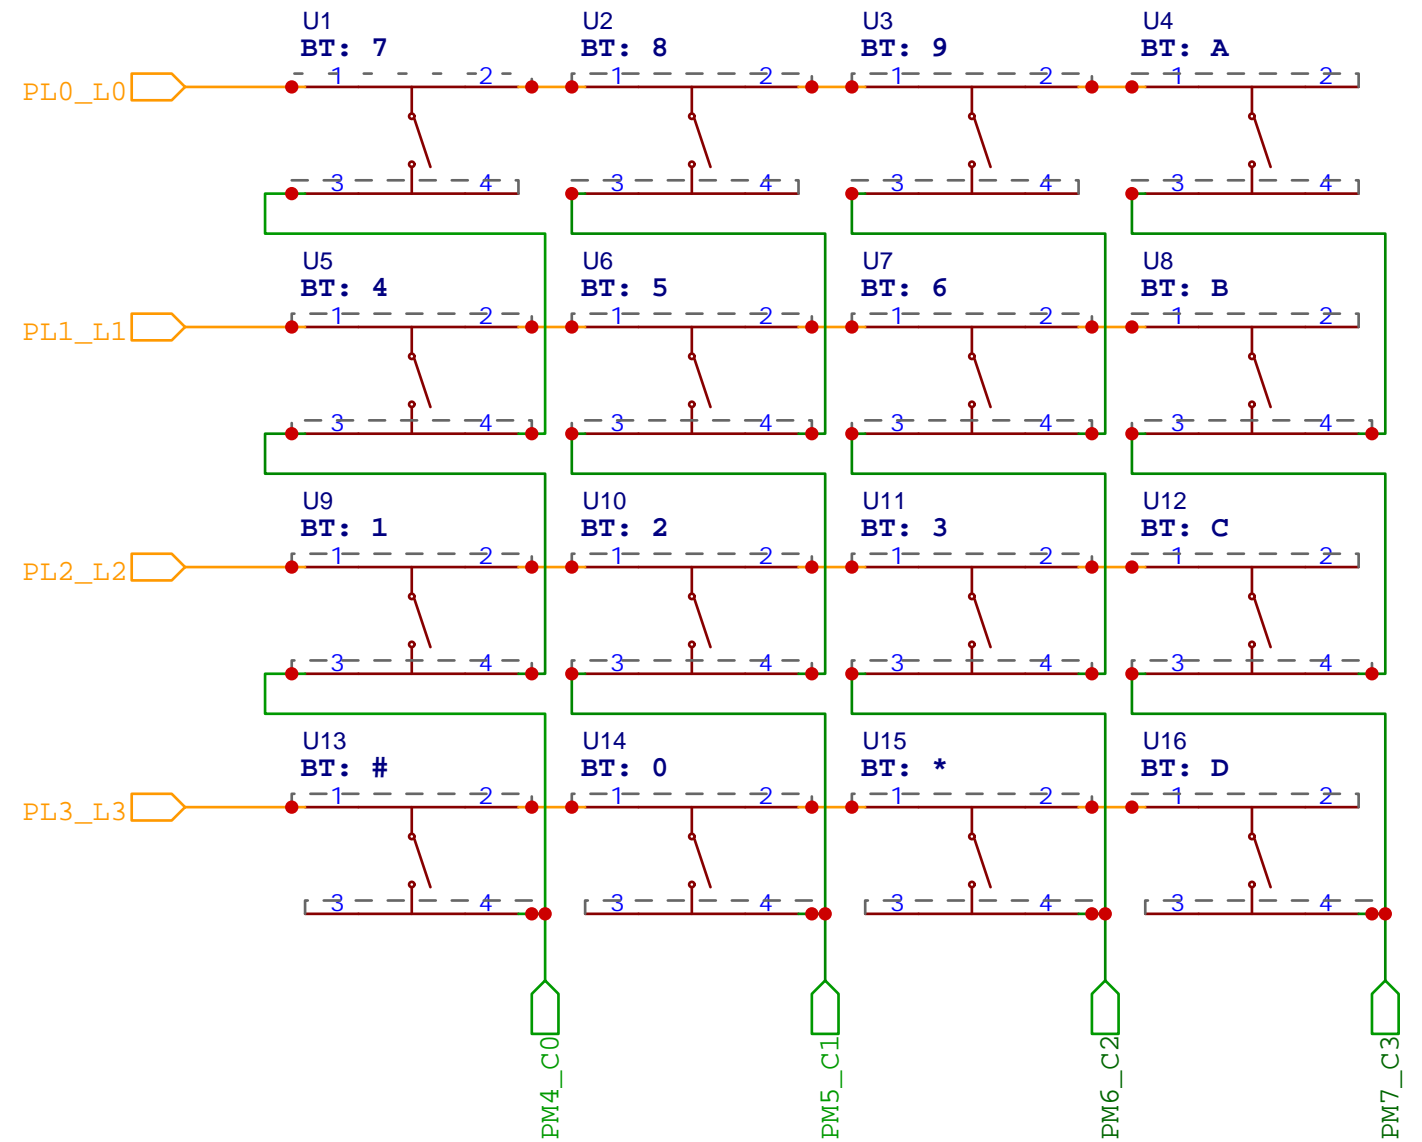 U1 U2 U3 U4
BT: 7 BT: 8 BT: 9 BT: A
PL0_L0 1 2 1 2 1 2 1 2
3 4 3 4 3 4 3 4
U5 U6 U7 U8
BT: 4 BT: 5 BT: 6 BT: B
PL1_L1 1 2 1 2 1 2 1 2
3 4 3 4 3 4 3 4
U9 U10 U11 U12
BT: 1 BT: 2 BT: 3 BT: C
PL2_L2 1 2 1 2 1 2 1 2
3 4 3 4 3 4 3 4
U13 U14 U15 U16
BT: # BT: 0 BT: * BT: D
PL3_L3 1 2 1 2 1 2 1 2
3 4 3 4 3 4 3 4
PM4_C0 PM5_C1 PM6_C2 PM7_C3